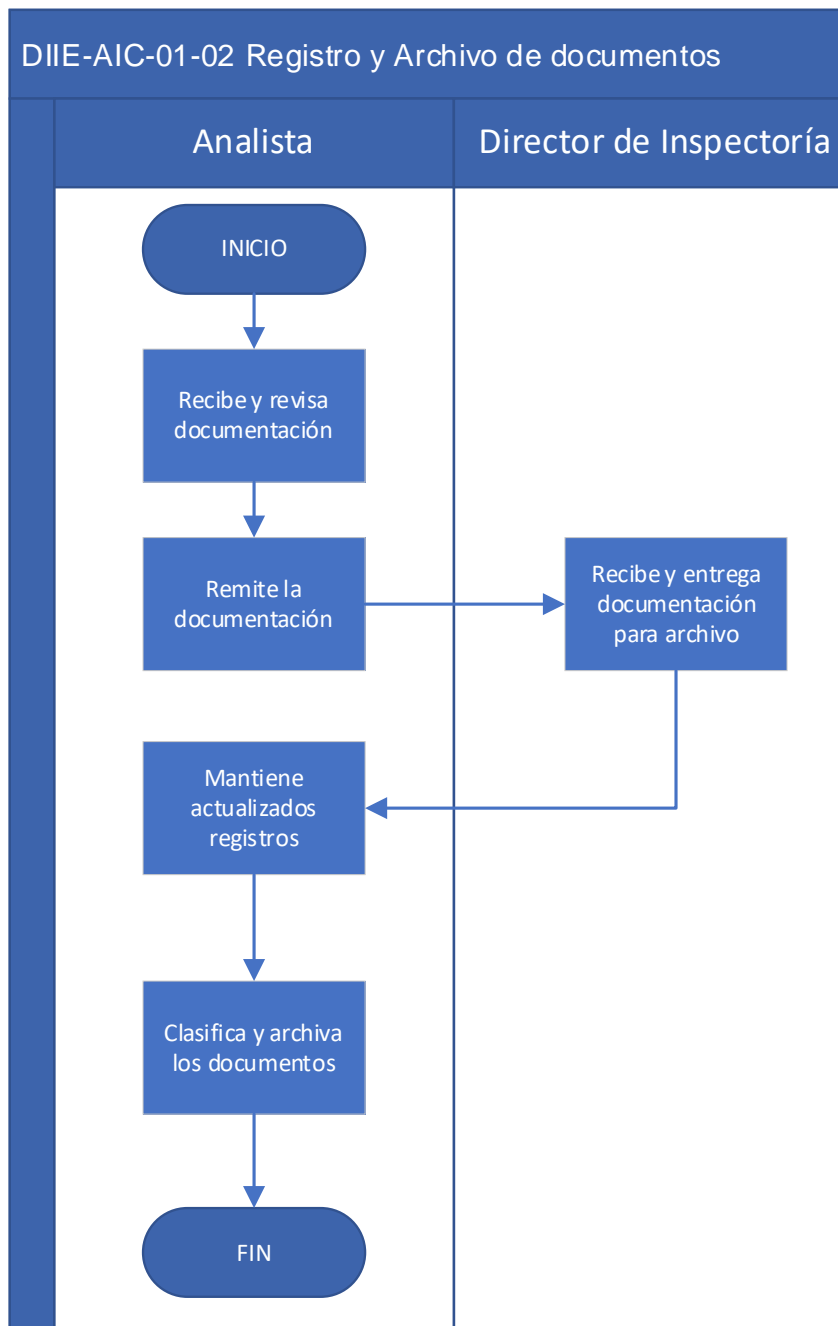 DIIE-AIC-01-02 Registro y Archivo de documentos
Analista
Director de Inspectoría
INICIO
Recibe y revisa
documentación
Remite la
documentación
Recibe y entrega
documentación
para archivo
Mantiene
actualizados
registros
Clasifica y archiva
los documentos
FIN